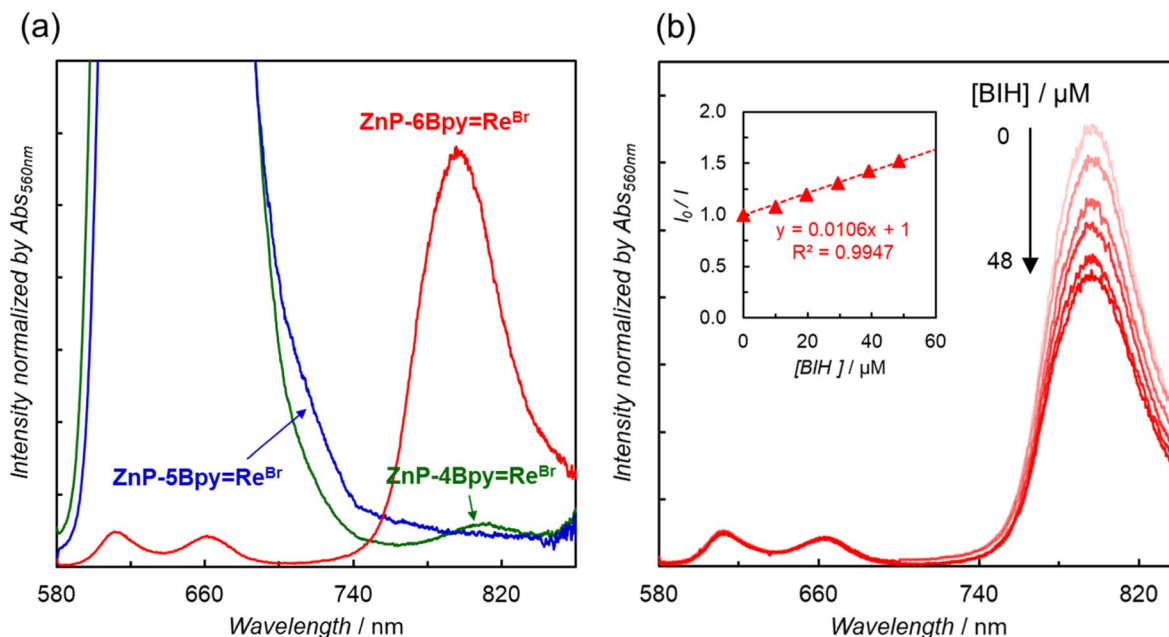 (a)
Intensity normalized by Abs560nm
ZnP-6Bpy=ReBr
ZnP-5Bpy=ReBr
ZnP-4Bpy=ReBr
580
660
740
820
Wavelength / nm
(b)
Intensity normalized by Abs560nm
[BIH] / µM
0
48
2.0
1.5
1.0
0.5
0.0
I0 / I
y = 0.0106x + 1
R² = 0.9947
0
20
40
60
[BIH ] / µM
580
660
740
820
Wavelength / nm